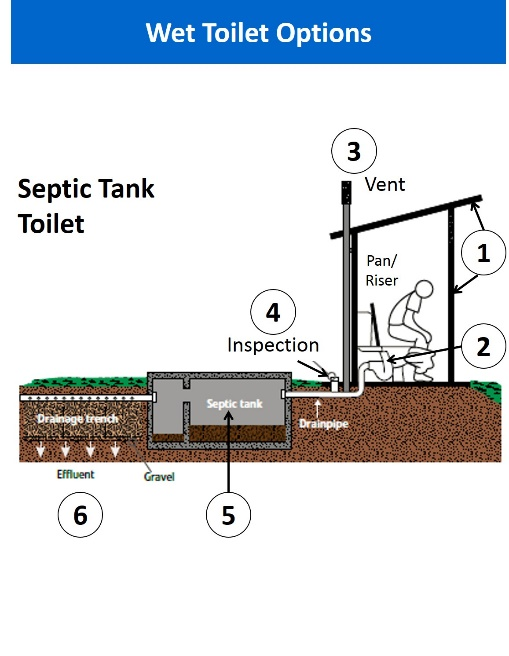 Wet Toilet Options
3
Septic Tank
Toilet
Vent
1
Pan/
Riser
4
Inspection
2
Septic tank
Drainage trench
Drainpipe
Effluent
Gravel
6
5